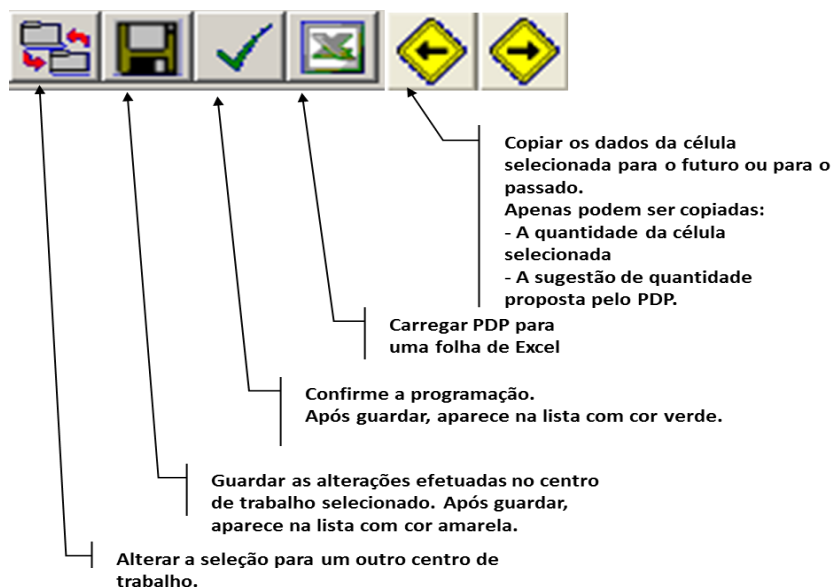 Copiar os dados da célula
selecionada para o futuro ou para o
passado.
Apenas podem ser copiadas:
- A quantidade da célula
selecionada
- A sugestão de quantidade
proposta pelo PDP.
Carregar PDP para
uma folha de Excel
Confirme a programação.
Após guardar, aparece na lista com cor verde.
Guardar as alterações efetuadas no centro
de trabalho selecionado. Após guardar,
aparece na lista com cor amarela.
Alterar a seleção para um outro centro de
trabalho.